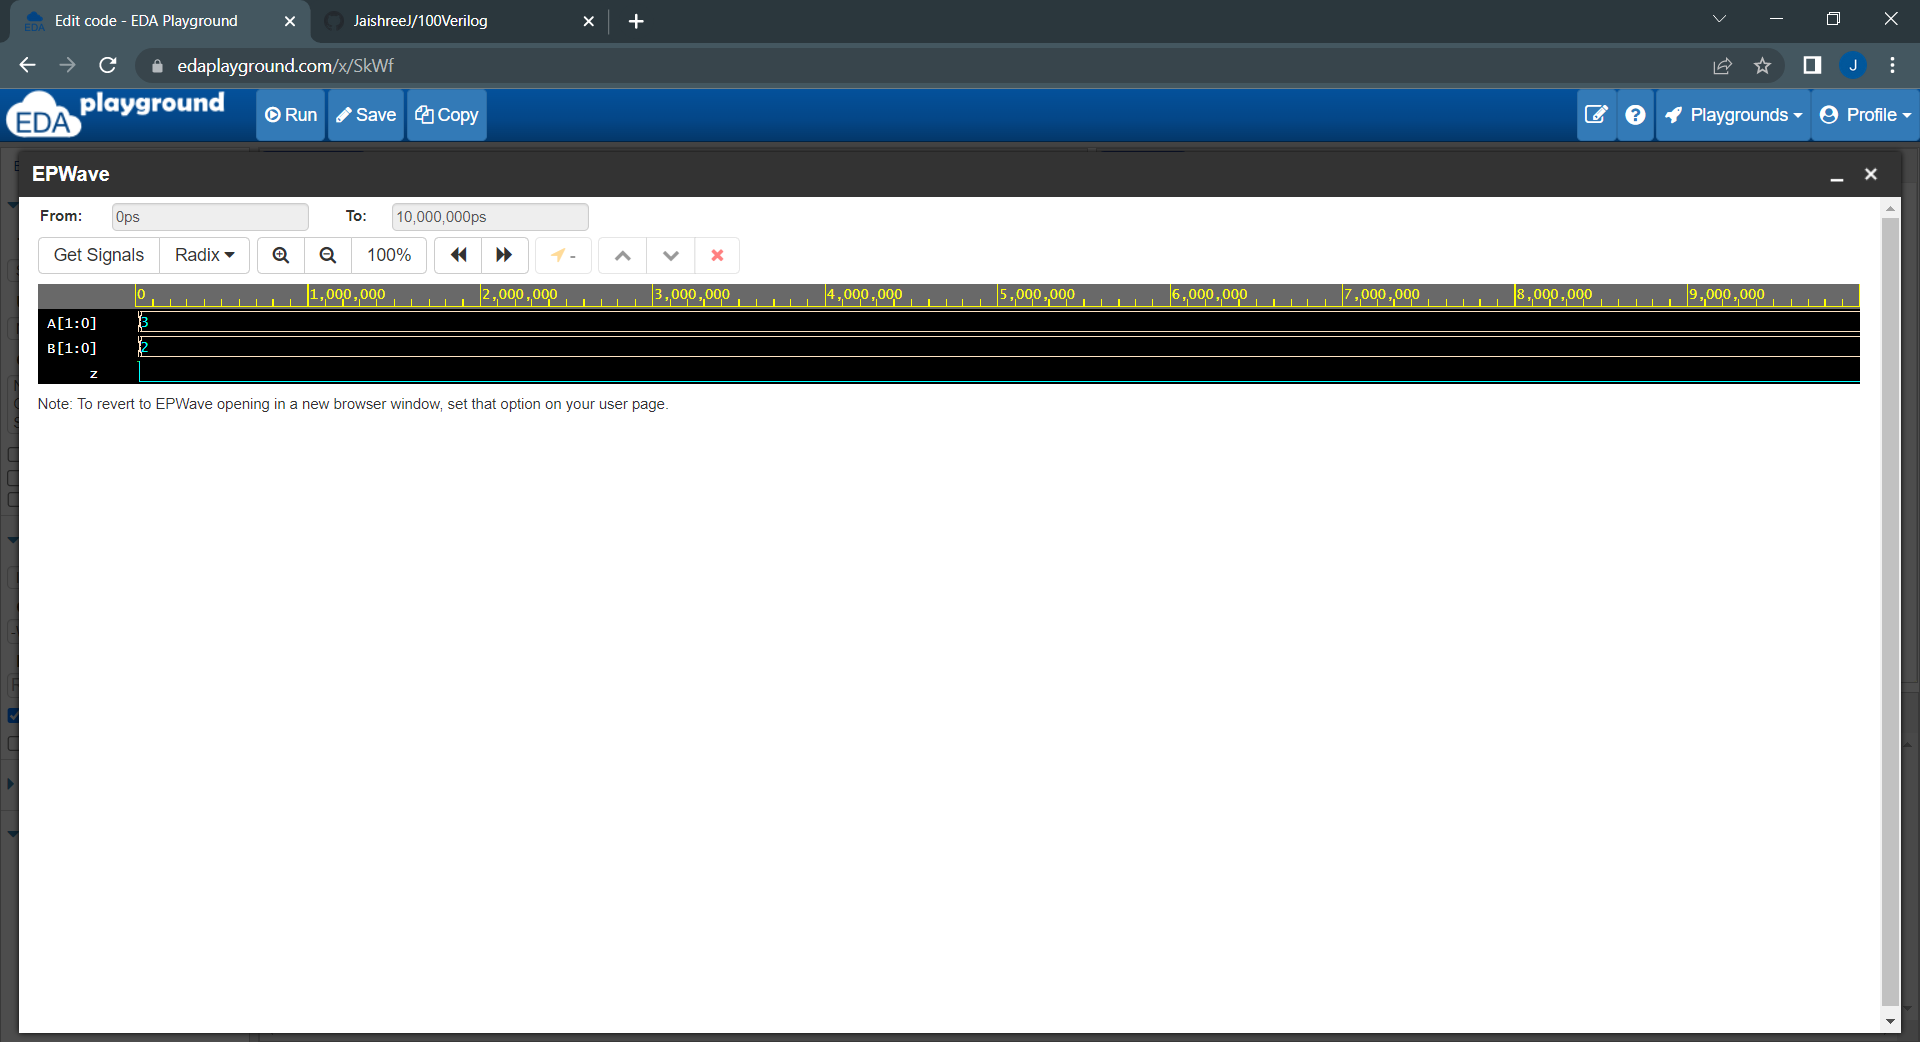 Edit code - EDA Playground
JaishreeJ/100Verilog
edaplayground.com/x/SkWf
J
EDA playground
Run
Save
Copy
Playgrounds
Profile
EPWave
From: 0ps To: 10,000,000ps
Get Signals Radix 100% -
0 1,000,000 2,000,000 3,000,000 4,000,000 5,000,000 6,000,000 7,000,000 8,000,000 9,000,000
A[1:0] 3
B[1:0] 2
z
Note: To revert to EPWave opening in a new browser window, set that option on your user page.